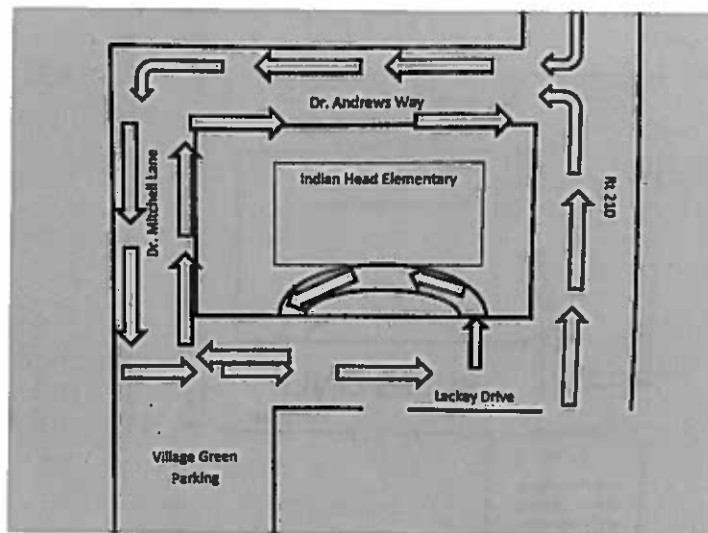 Dr. Andrews Way
Indian Head Elementary
Dr. Mitchell Lane
Rt 210
Lackey Drive
Village Green
Parking